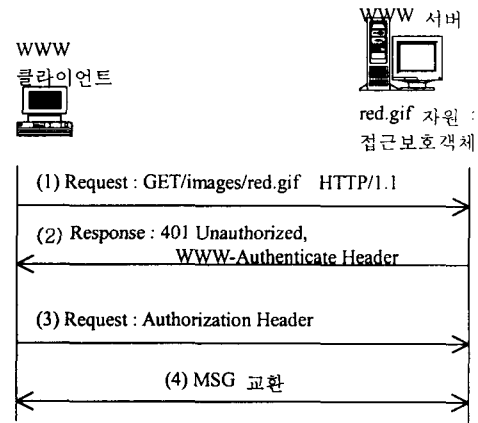 WWW
클라이언트
WWW 서버
red.gif 자원 :
접근보호객체
(1) Request : GET/images/red.gif HTTP/1.1
(2) Response : 401 Unauthorized,
WWW-Authenticate Header
(3) Request : Authorization Header
(4) MSG 교환